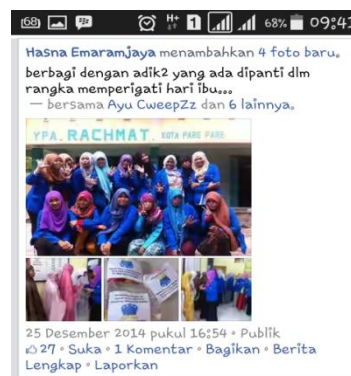 (68) H+ 1 68% 09:41
Hasna Emaramjaya menambahkan 4 foto baru.
berbagi dengan adik2 yang ada dipanti dlm
rangka memperigati hari ibu...
— bersama Ayu CweepZz dan 6 lainnya.
YPA. RACHMAT. KOTA PARE PARE
25 Desember 2014 pukul 16:54 • Publik
27 • Suka • 1 Komentar • Bagikan • Berita
Lengkap • Laporkan